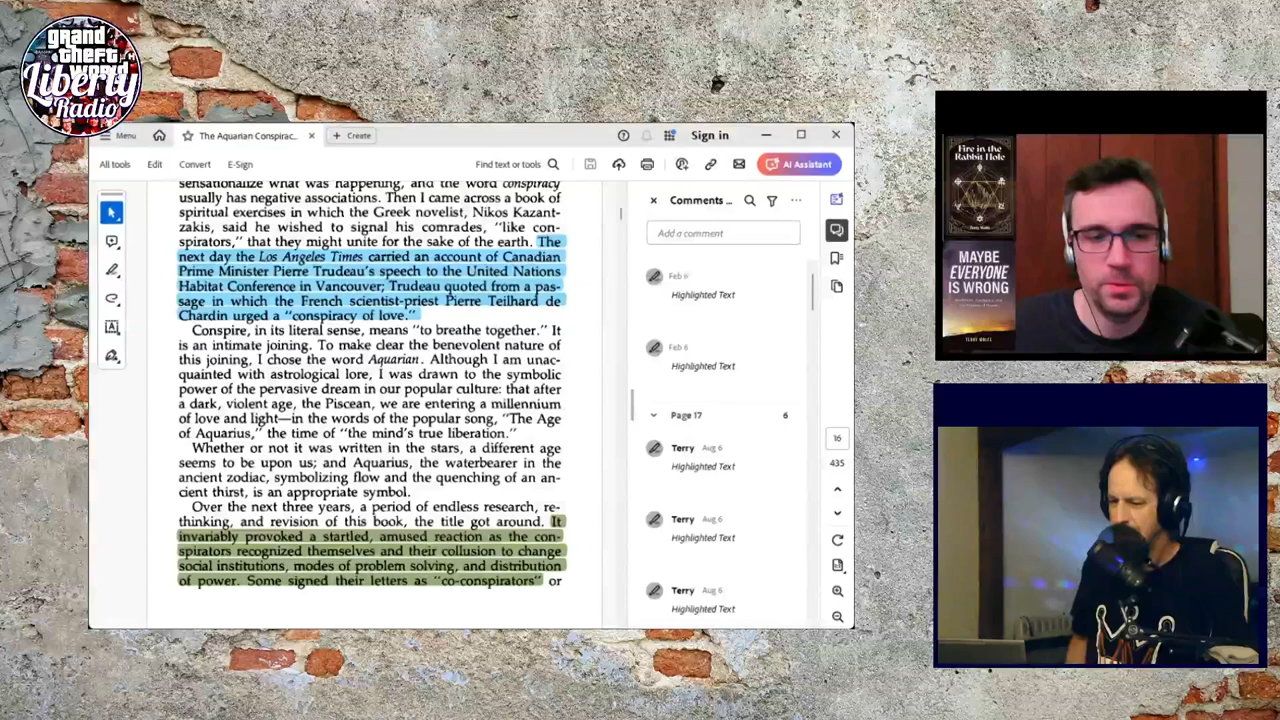 grand
theft
world
Liberty
Radio
Menu
The Aquarian Conspirac...
Create
Sign in
All tools
Edit
Convert
E-Sign
Find text or tools
AI Assistant
sensationalize what was happening, and the word conspiracy
usually has negative associations. Then I came across a book of
spiritual exercises in which the Greek novelist, Nikos Kazant-
zakis, said he wished to signal his comrades, "like con-
spirators," that they might unite for the sake of the earth. The
next day the Los Angeles Times carried an account of Canadian
Prime Minister Pierre Trudeau's speech to the United Nations
Habitat Conference in Vancouver; Trudeau quoted from a pas-
sage in which the French scientist-priest Pierre Teilhard de
Chardin urged a "conspiracy of love."
Conspire, in its literal sense, means "to breathe together." It
is an intimate joining. To make clear the benevolent nature of
this joining, I chose the word Aquarian. Although I am unac-
quainted with astrological lore, I was drawn to the symbolic
power of the pervasive dream in our popular culture: that after
a dark, violent age, the Piscean, we are entering a millennium
of love and light—in the words of the popular song, "The Age
of Aquarius," the time of "the mind's true liberation."
Whether or not it was written in the stars, a different age
seems to be upon us; and Aquarius, the waterbearer in the
ancient zodiac, symbolizing flow and the quenching of an an-
cient thirst, is an appropriate symbol.
Over the next three years, a period of endless research, re-
thinking, and revision of this book, the title got around. It
invariably provoked a startled, amused reaction as the con-
spirators recognized themselves and their collusion to change
social institutions, modes of problem solving, and distribution
of power. Some signed their letters as "co-conspirators" or
Comments ...
Add a comment
Feb 6
Highlighted Text
Feb 6
Highlighted Text
Page 17
6
Terry Aug 6
Highlighted Text
Terry Aug 6
Highlighted Text
Terry Aug 6
Highlighted Text
16
435
Fire in the
Rabbit Hole
MAYBE
EVERYONE
IS WRONG